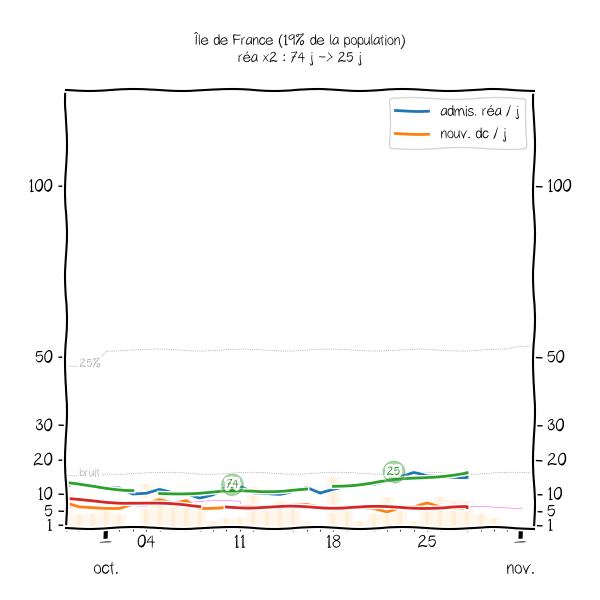 Île de France (19% de la population)
réa x2 : 74 j -> 25 j
admis. réa / j
nouv. dc / j
100 100
50 50
25%
30 30
20 20
bruit
74 25
10 10
5 5
1 1
04 11 18 25
oct. nov.